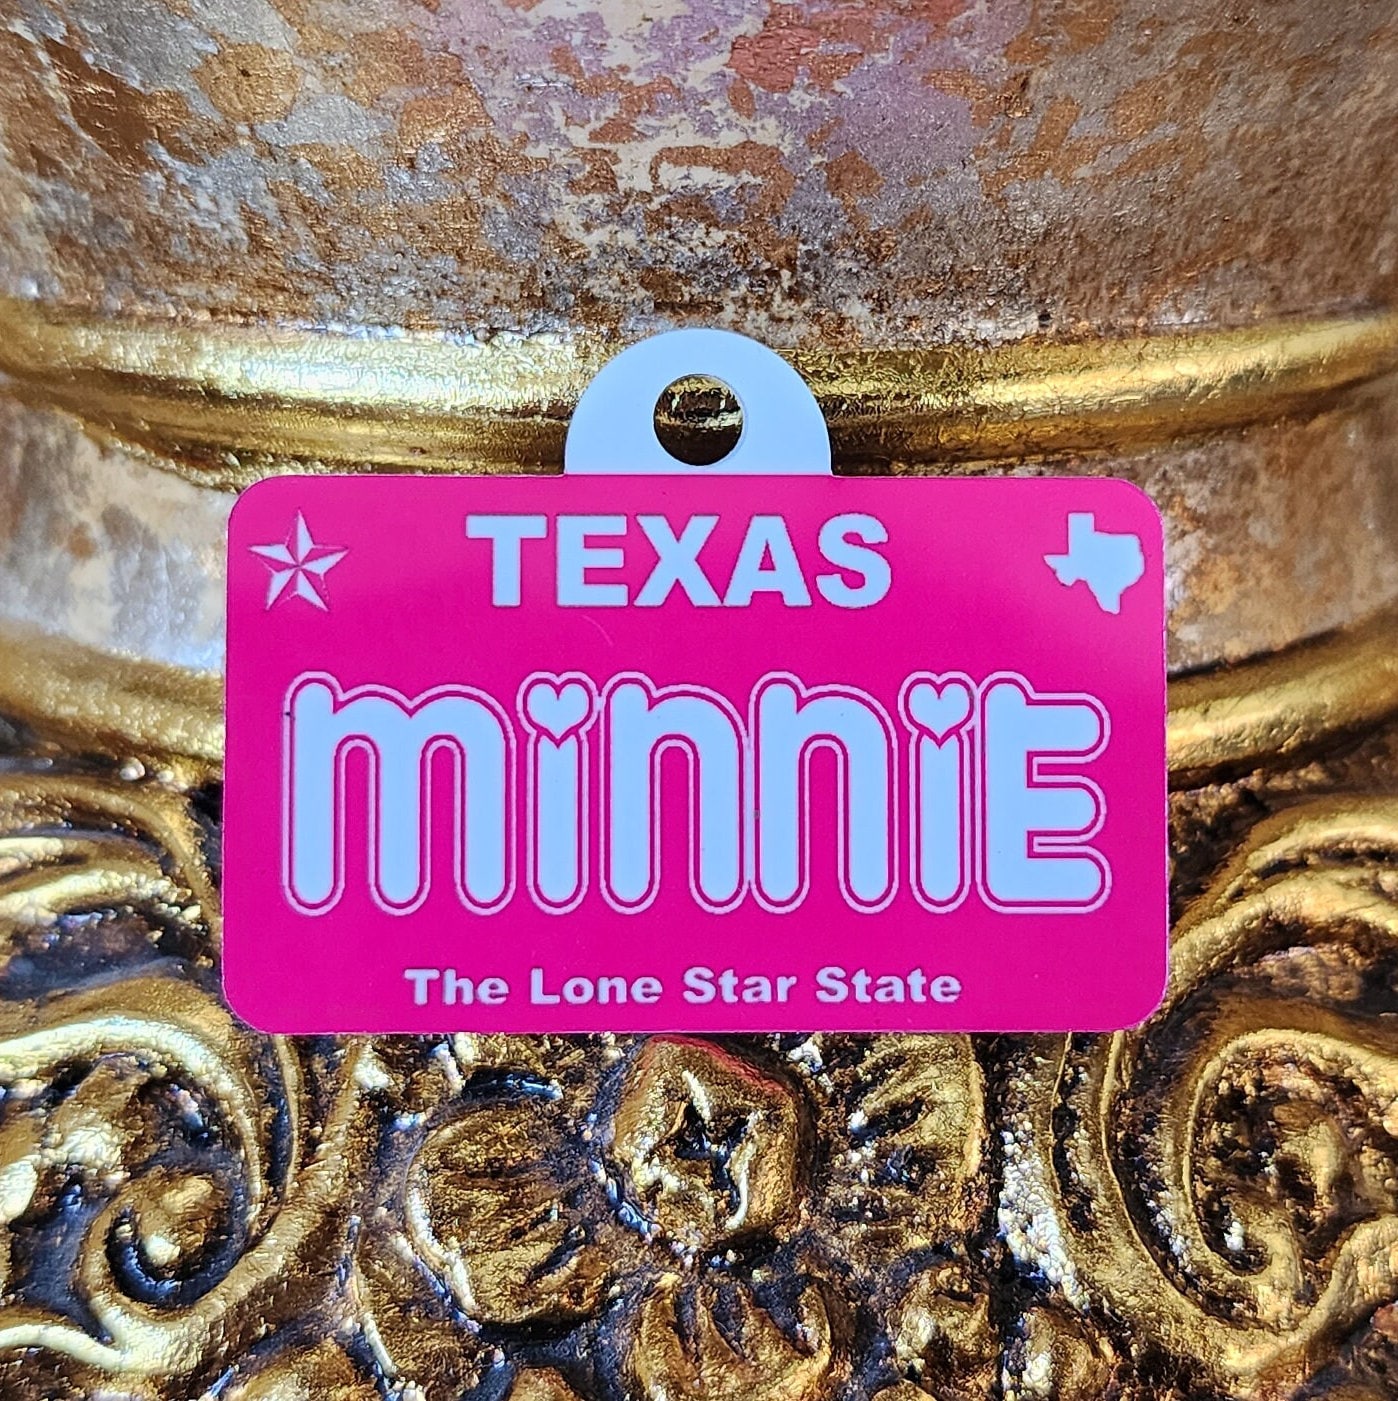 TEXAS
minniE
The Lone Star State